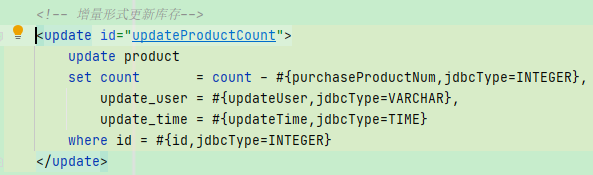 <!-- 增量形式更新库存-->
<update id="updateProductCount">
update product
set count = count - #{purchaseProductNum,jdbcType=INTEGER},
update_user = #{updateUser,jdbcType=VARCHAR},
update_time = #{updateTime,jdbcType=TIME}
where id = #{id,jdbcType=INTEGER}
</update>